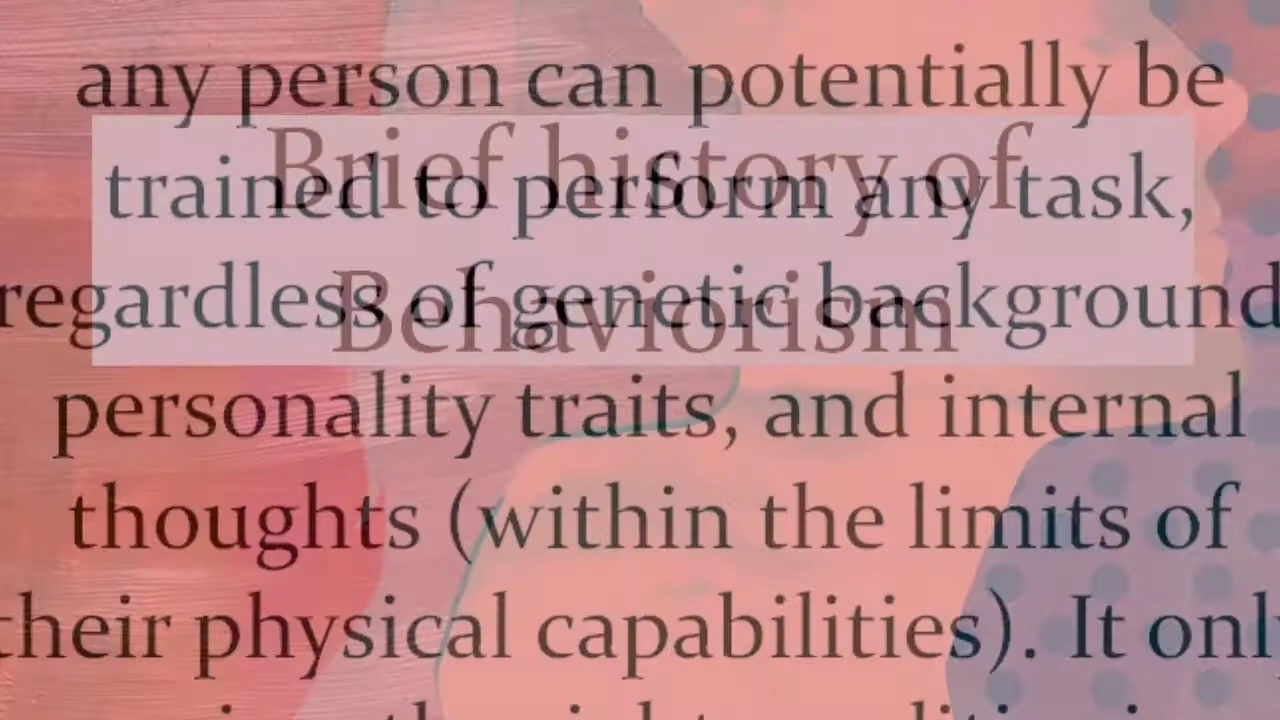 any person can potentially be
Brief history of
trained to perform any task,
regardless of genetic background
Behaviorism
personality traits, and internal
thoughts (within the limits of
their physical capabilities). It only